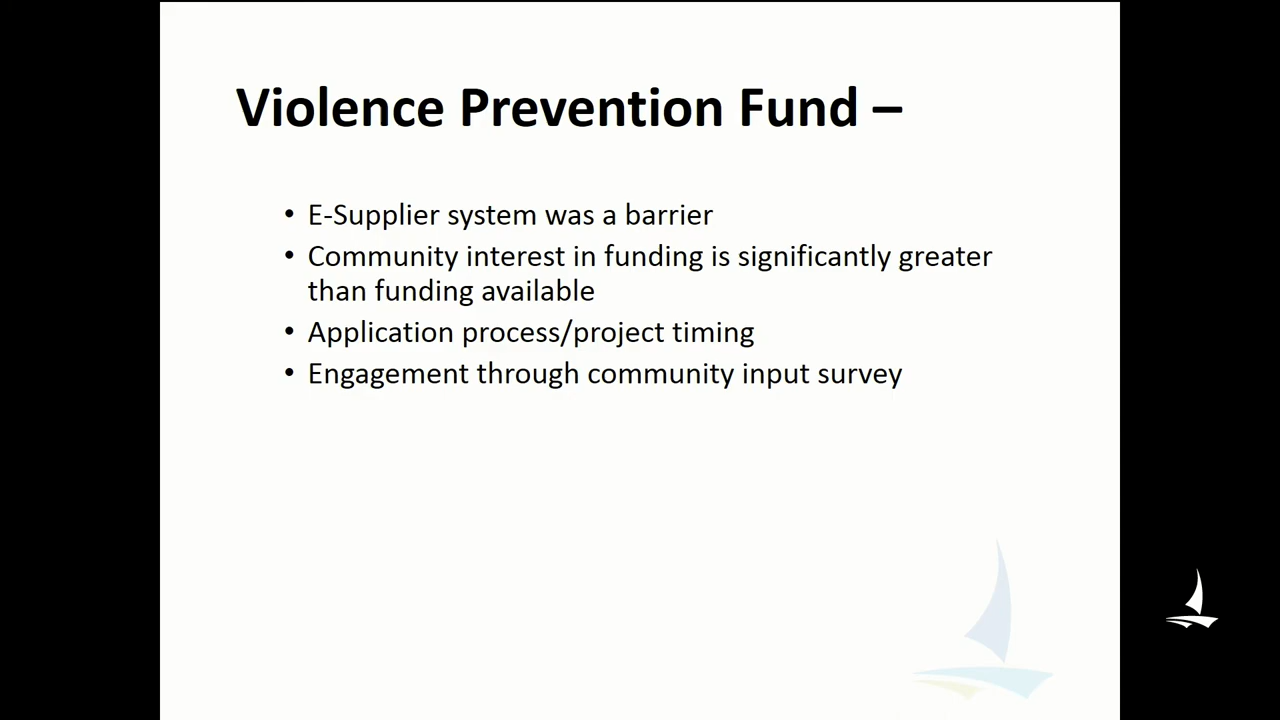 Violence Prevention Fund –
• E-Supplier system was a barrier
• Community interest in funding is significantly greater
than funding available
• Application process/project timing
• Engagement through community input survey